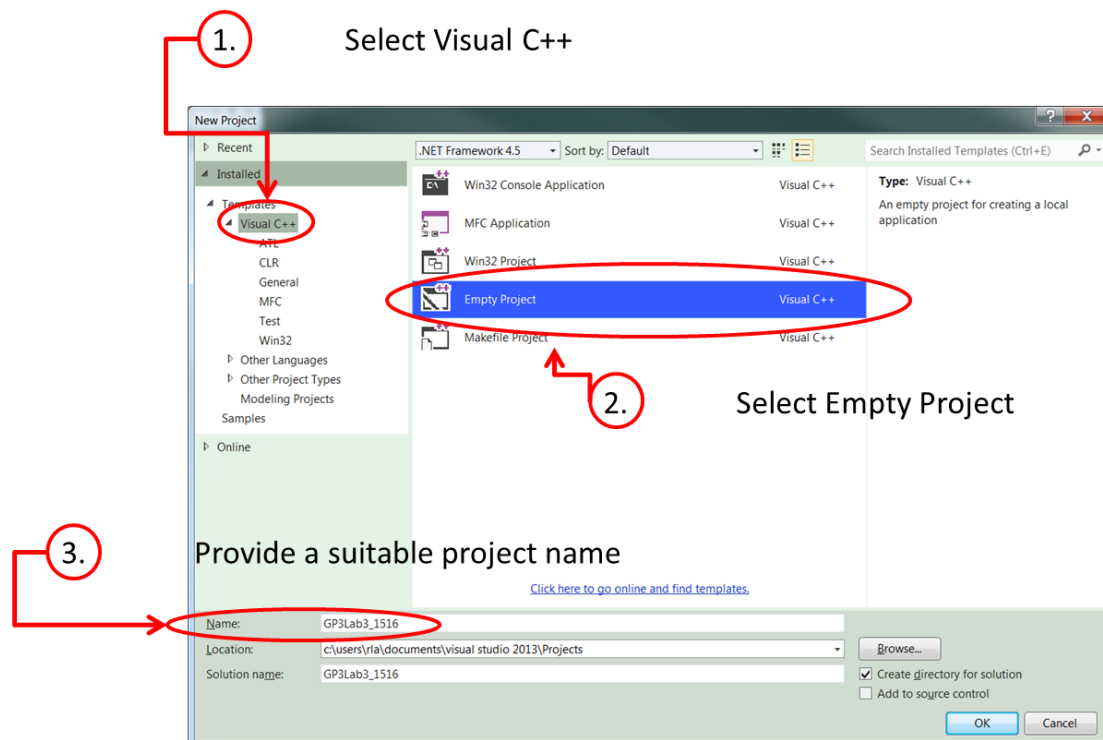 1.
Select Visual C++
New Project
Recent
.NET Framework 4.5 Sort by: Default
Search Installed Templates (Ctrl+E)
Installed
Templates
Visual C++
ATL
CLR
General
MFC
Test
Win32
Other Languages
Other Project Types
Modeling Projects
Samples
Online
Win32 Console Application Visual C++
MFC Application Visual C++
Win32 Project Visual C++
Empty Project Visual C++
Makefile Project Visual C++
Type: Visual C++
An empty project for creating a local
application
2.
Select Empty Project
3.
Provide a suitable project name
Click here to go online and find templates.
Name: GP3Lab3_1516
Location: c:\users\rla\documents\visual studio 2013\Projects
Browse...
Solution name: GP3Lab3_1516
Create directory for solution
Add to source control
OK Cancel